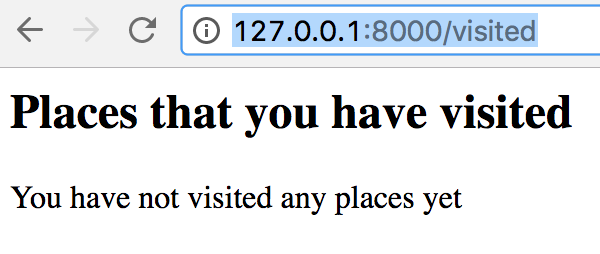 127.0.0.1:8000/visited
Places that you have visited
You have not visited any places yet